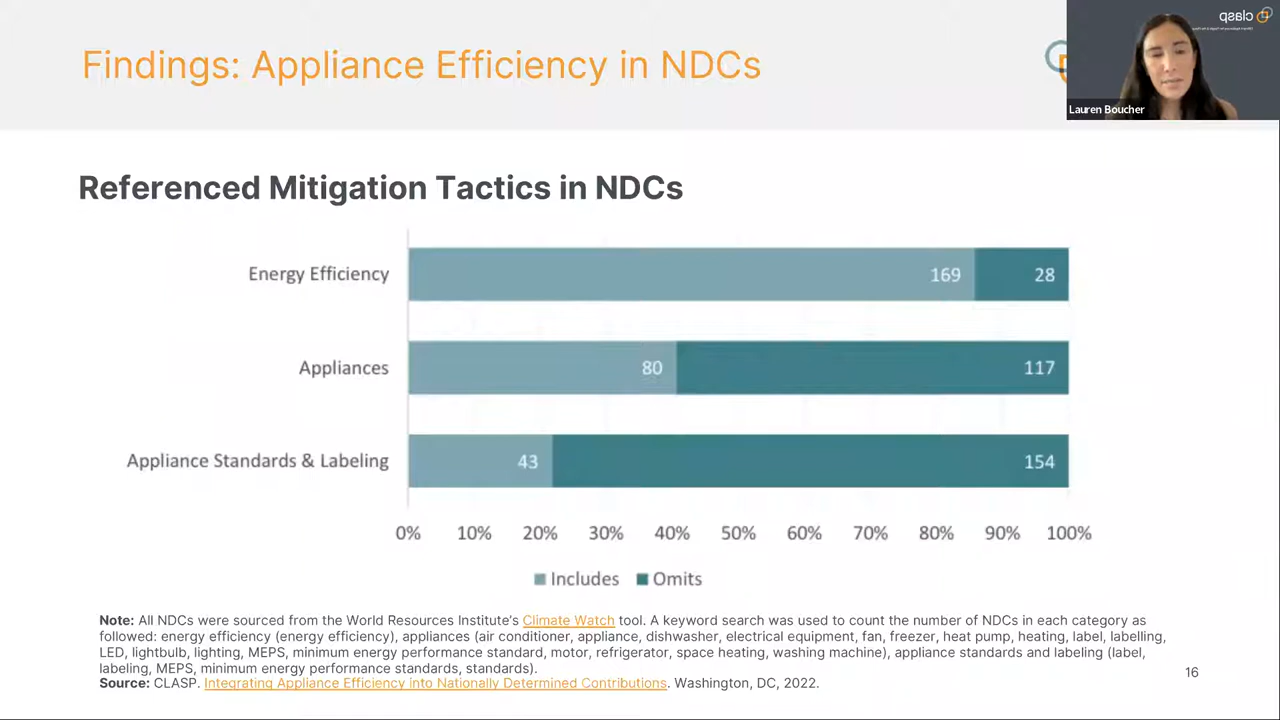 Findings: Appliance Efficiency in NDCs
clasp
Lauren Boucher
Referenced Mitigation Tactics in NDCs
Energy Efficiency 169 28
Appliances 80 117
Appliance Standards & Labeling 43 154
0% 10% 20% 30% 40% 50% 60% 70% 80% 90% 100%
Includes Omits
Note: All NDCs were sourced from the World Resources Institute's Climate Watch tool. A keyword search was used to count the number of NDCs in each category as
followed: energy efficiency (energy efficiency), appliances (air conditioner, appliance, dishwasher, electrical equipment, fan, freezer, heat pump, heating, label, labelling,
LED, lightbulb, lighting, MEPS, minimum energy performance standard, motor, refrigerator, space heating, washing machine), appliance standards and labeling (label,
labeling, MEPS, minimum energy performance standards, standards).
Source: CLASP. Integrating Appliance Efficiency into Nationally Determined Contributions. Washington, DC, 2022.
16